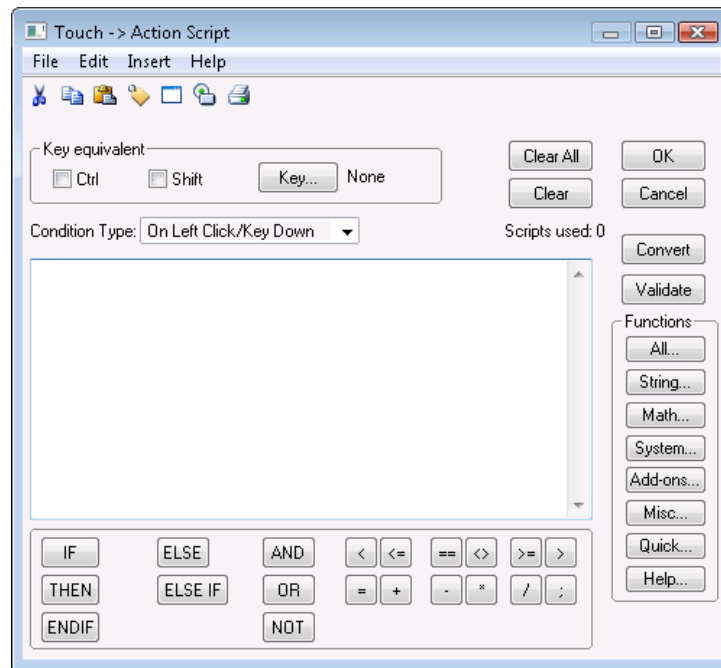 Touch -> Action Script
File Edit Insert Help
Key equivalent
Ctrl Shift Key... None
Clear All OK
Clear Cancel
Condition Type: On Left Click/Key Down Scripts used: 0
Convert
Validate
Functions
All...
String...
Math...
System...
Add-ons...
Misc...
Quick...
Help...
IF ELSE AND < <= == <> >= >
THEN ELSE IF OR = + - * / ;
ENDIF NOT